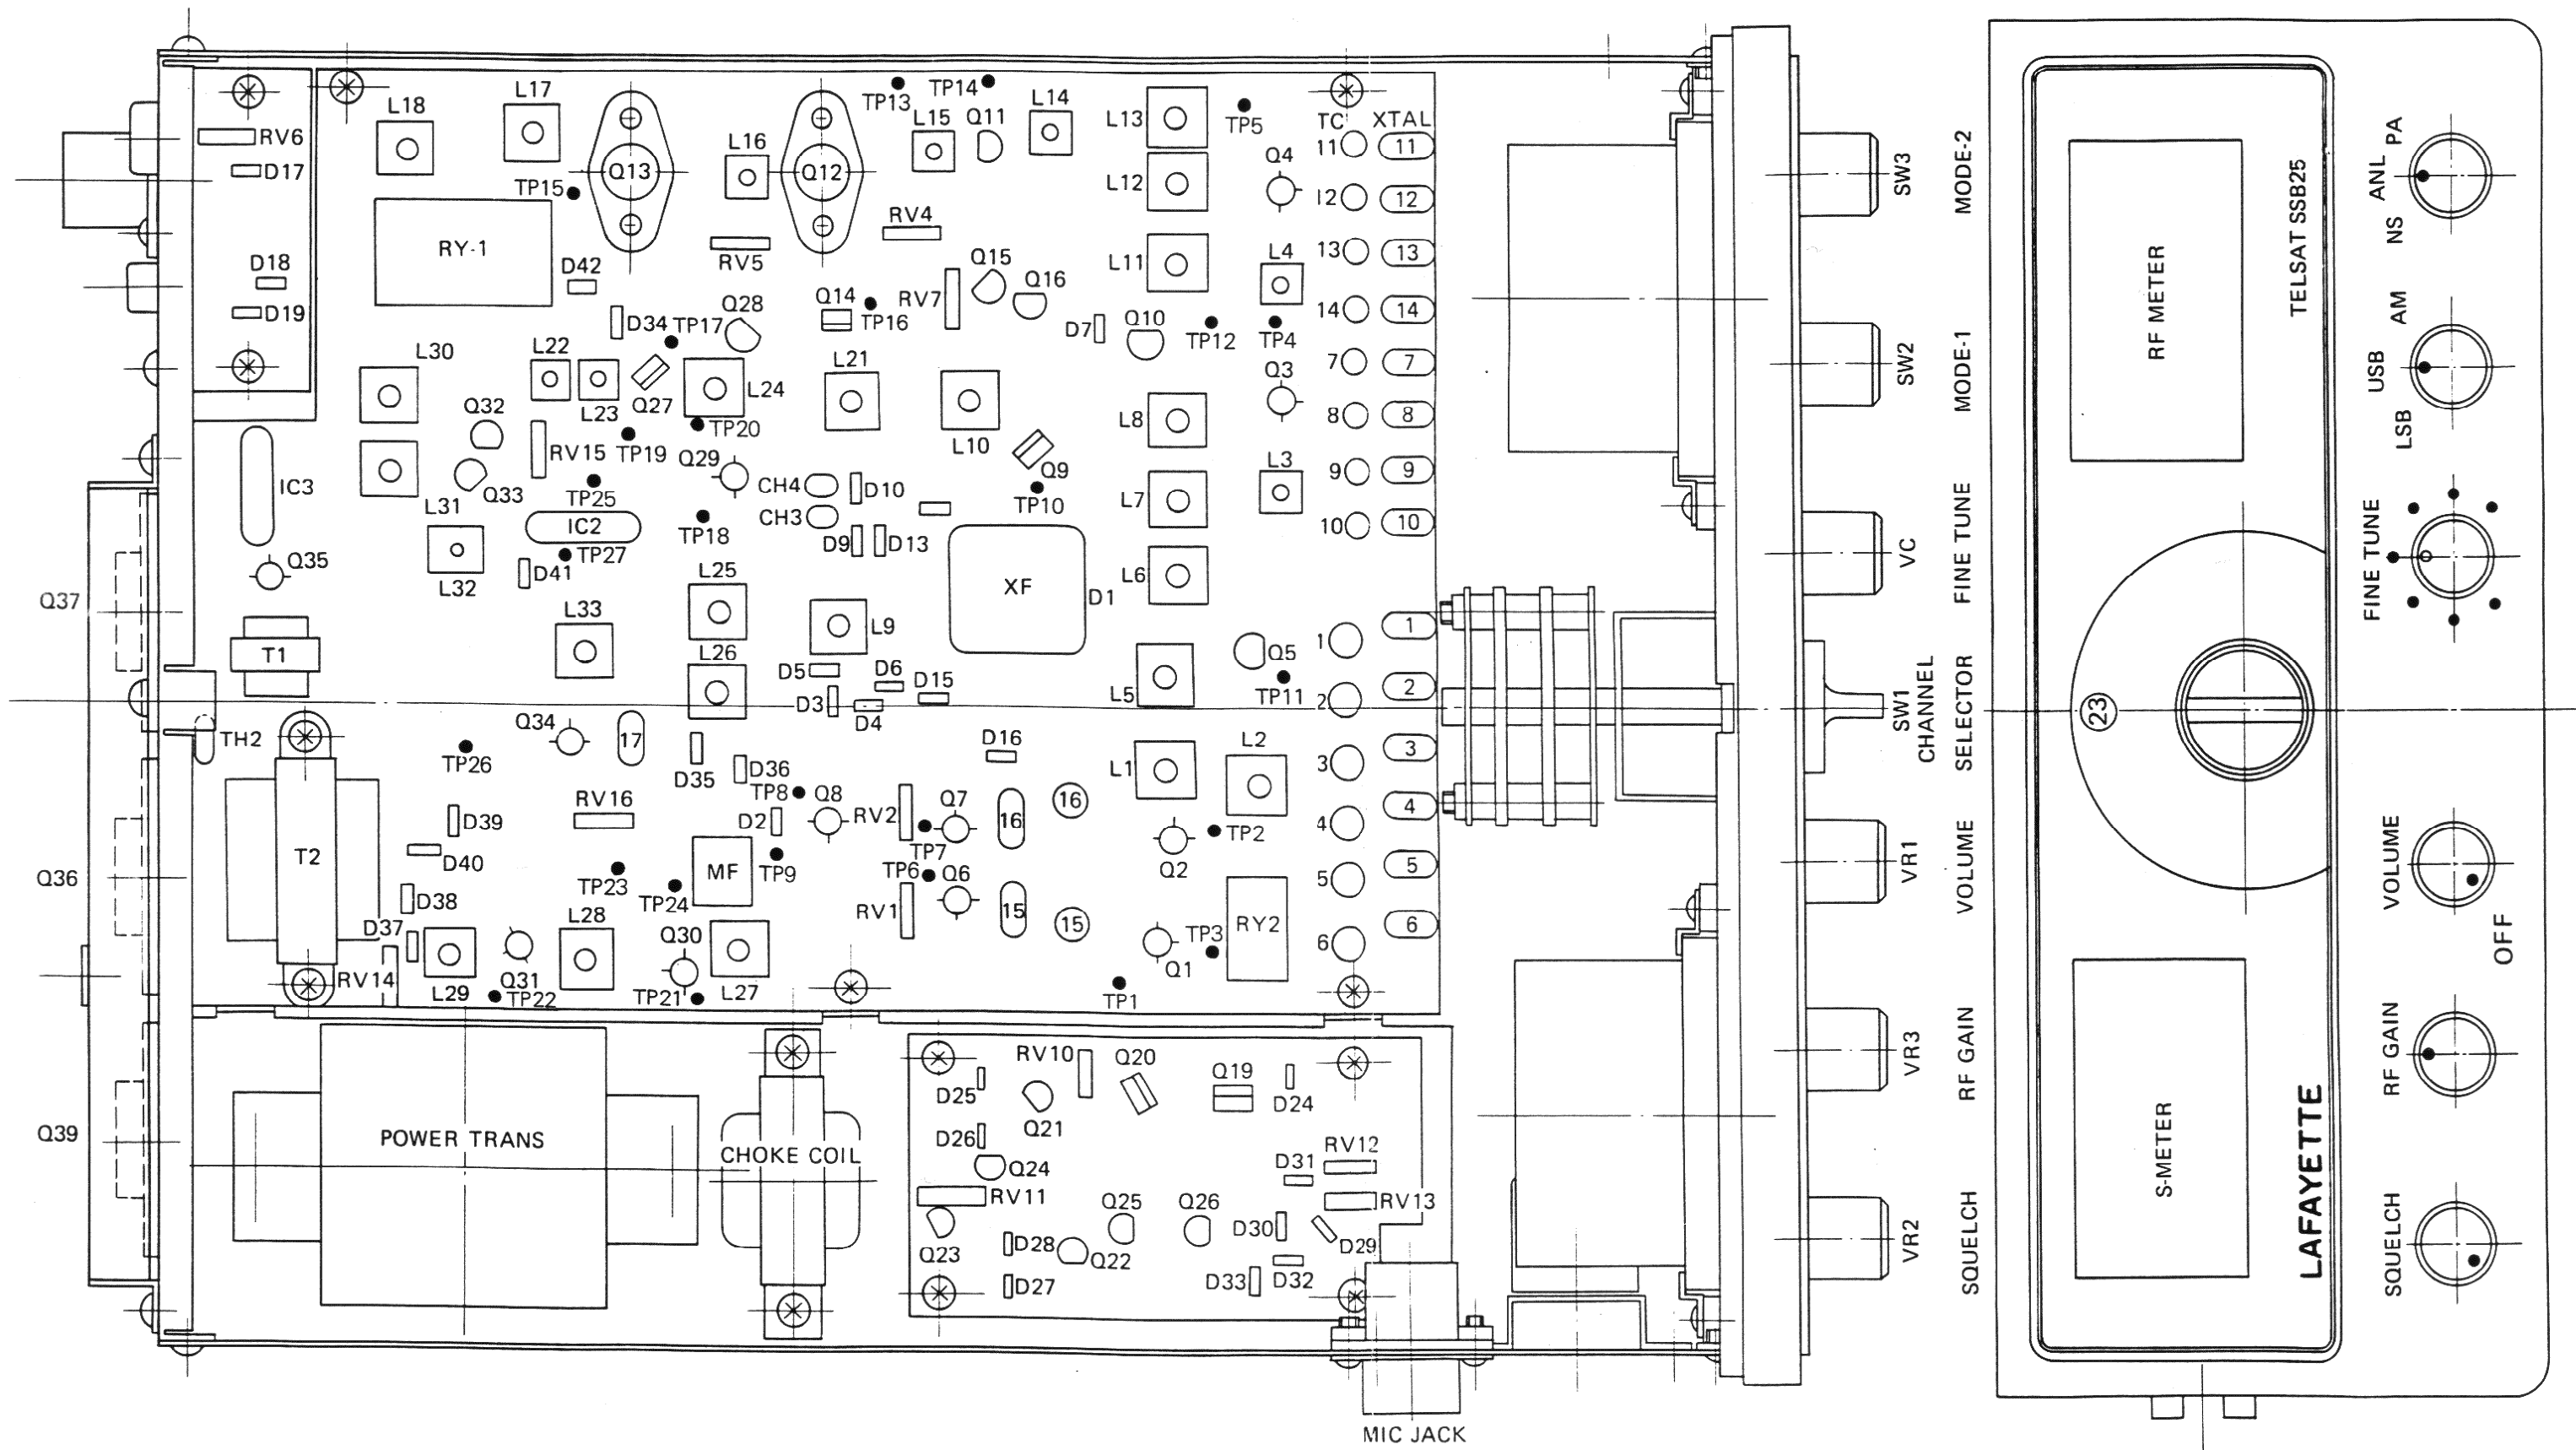 L18
L17
TP13
TP14
L14
L15
Q11
L13
TP5
TC
XTAL
RV6
D17
L16
Q13
Q12
TP15
L12
Q4
11
11
12
12
RY-1
RV4
RV5
L11
L4
13
13
D18
D42
Q15
Q16
RV7
D19
Q28
Q14
TP16
D34
TP17
D7
Q10
TP12
TP4
14
14
L30
L22
L23
Q27
L24
L21
L10
Q3
7
7
Q32
TP20
L8
8
8
RV15
TP19
Q29
Q9
IC3
Q33
TP25
CH4
D10
TP10
L7
L3
9
9
L31
IC2
TP18
CH3
10
10
TP27
D9
D13
Q35
L32
D41
L25
XF
D1
L6
Q37
L33
L9
1
1
T1
L26
D5
D6
D15
Q5
D3
D4
L5
TP11
2
2
TH2
Q34
17
TP26
D35
D36
D16
L1
L2
3
3
TP8
Q8
RV2
Q7
16
16
D39
RV16
D2
TP7
TP2
Q2
4
4
T2
D40
MF
TP9
TP6
Q6
Q36
TP23
TP24
D38
RV1
15
15
RY2
5
5
D37
L28
Q30
TP3
Q1
6
6
RV14
L29
Q31
TP22
TP21
L27
TP1
RV10
Q20
Q19
D25
D24
Q21
Q39
POWER TRANS
CHOKE COIL
D26
Q24
RV12
D31
RV11
RV13
Q25
Q26
Q23
D28
Q22
D30
D29
D27
D33
D32
MIC JACK
SW3
MODE-2
SW2
MODE-1
VC
FINE TUNE
SW1
CHANNEL
SELECTOR
VR1
VOLUME
VR3
RF GAIN
VR2
SQUELCH
RF METER
TELSAT SSB25
23
S-METER
LAFAYETTE
NS
ANL
PA
LSB
USB
AM
FINE TUNE
VOLUME
OFF
RF GAIN
SQUELCH